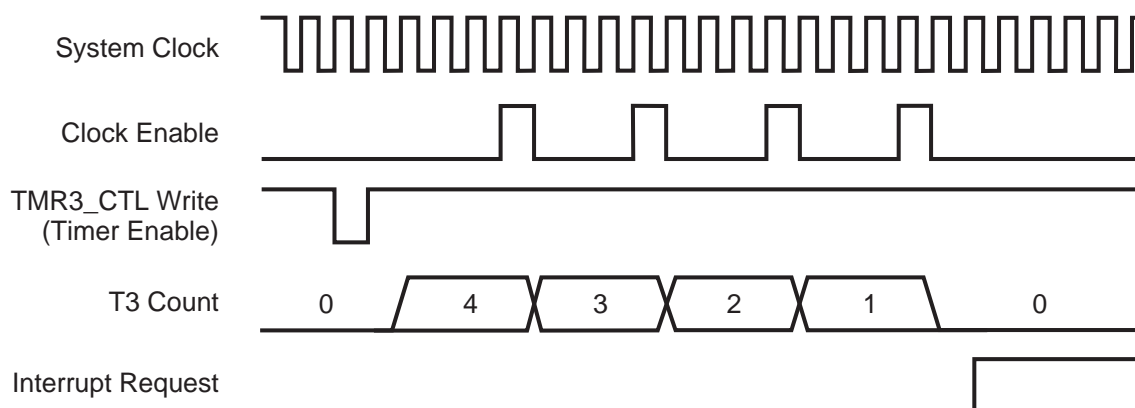 System Clock
Clock Enable
TMR3_CTL Write
(Timer Enable)
T3 Count
0 4 3 2 1 0
Interrupt Request